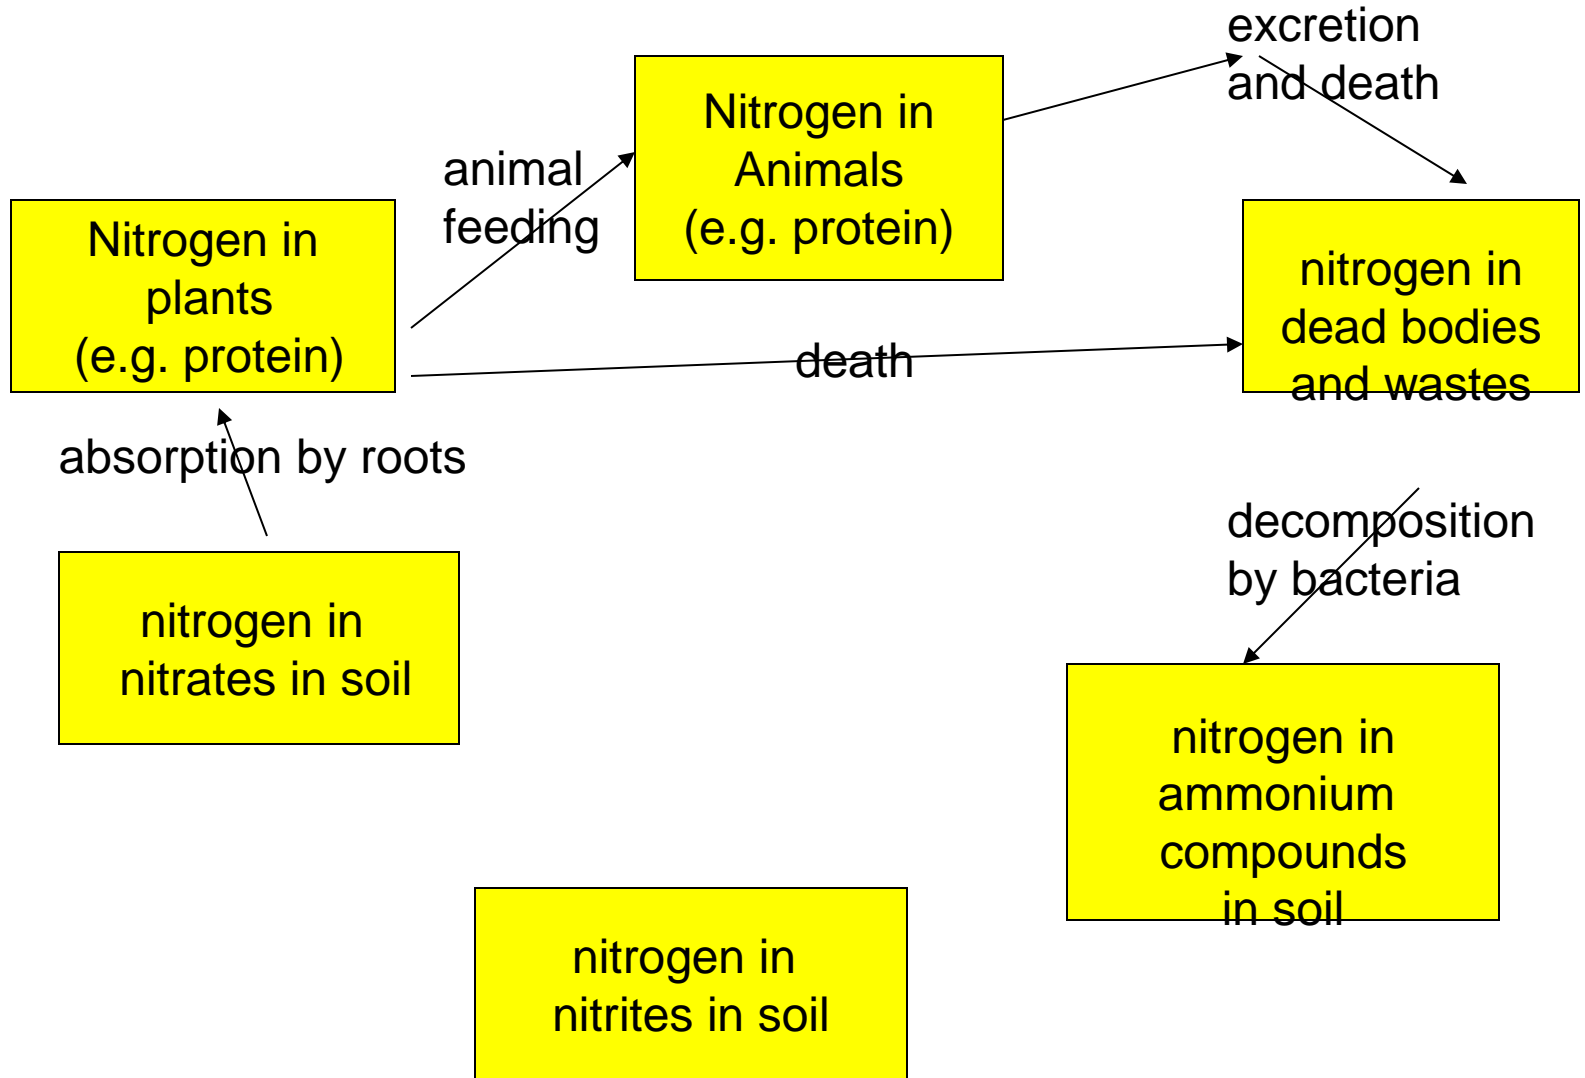 excretion
and death
Nitrogen in
Animals
(e.g. protein)
animal
feeding
Nitrogen in
plants
(e.g. protein)
nitrogen in
dead bodies
and wastes
death
absorption by roots
decomposition
by bacteria
nitrogen in
nitrates in soil
nitrogen in
ammonium
compounds
in soil
nitrogen in
nitrites in soil